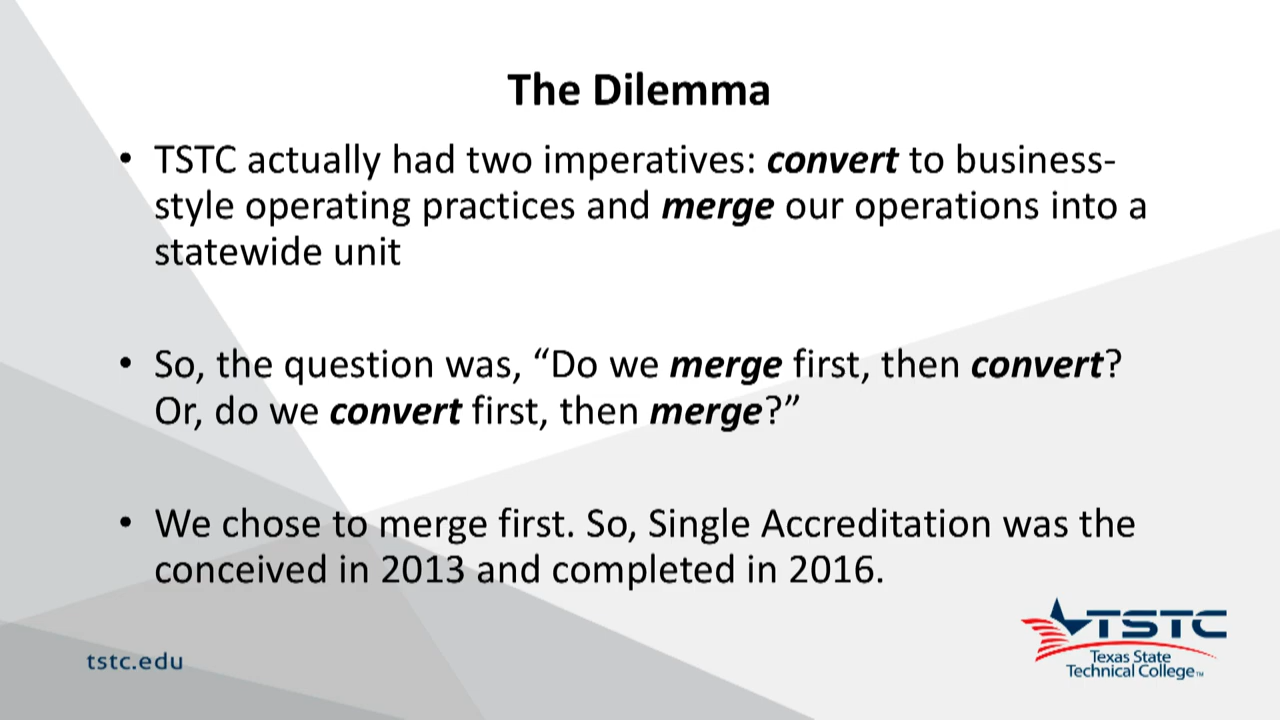 The Dilemma
• TSTC actually had two imperatives: convert to business-
style operating practices and merge our operations into a
statewide unit
• So, the question was, “Do we merge first, then convert?
Or, do we convert first, then merge?”
• We chose to merge first. So, Single Accreditation was the
conceived in 2013 and completed in 2016.
TSTC
Texas State
Technical College™
tstc.edu